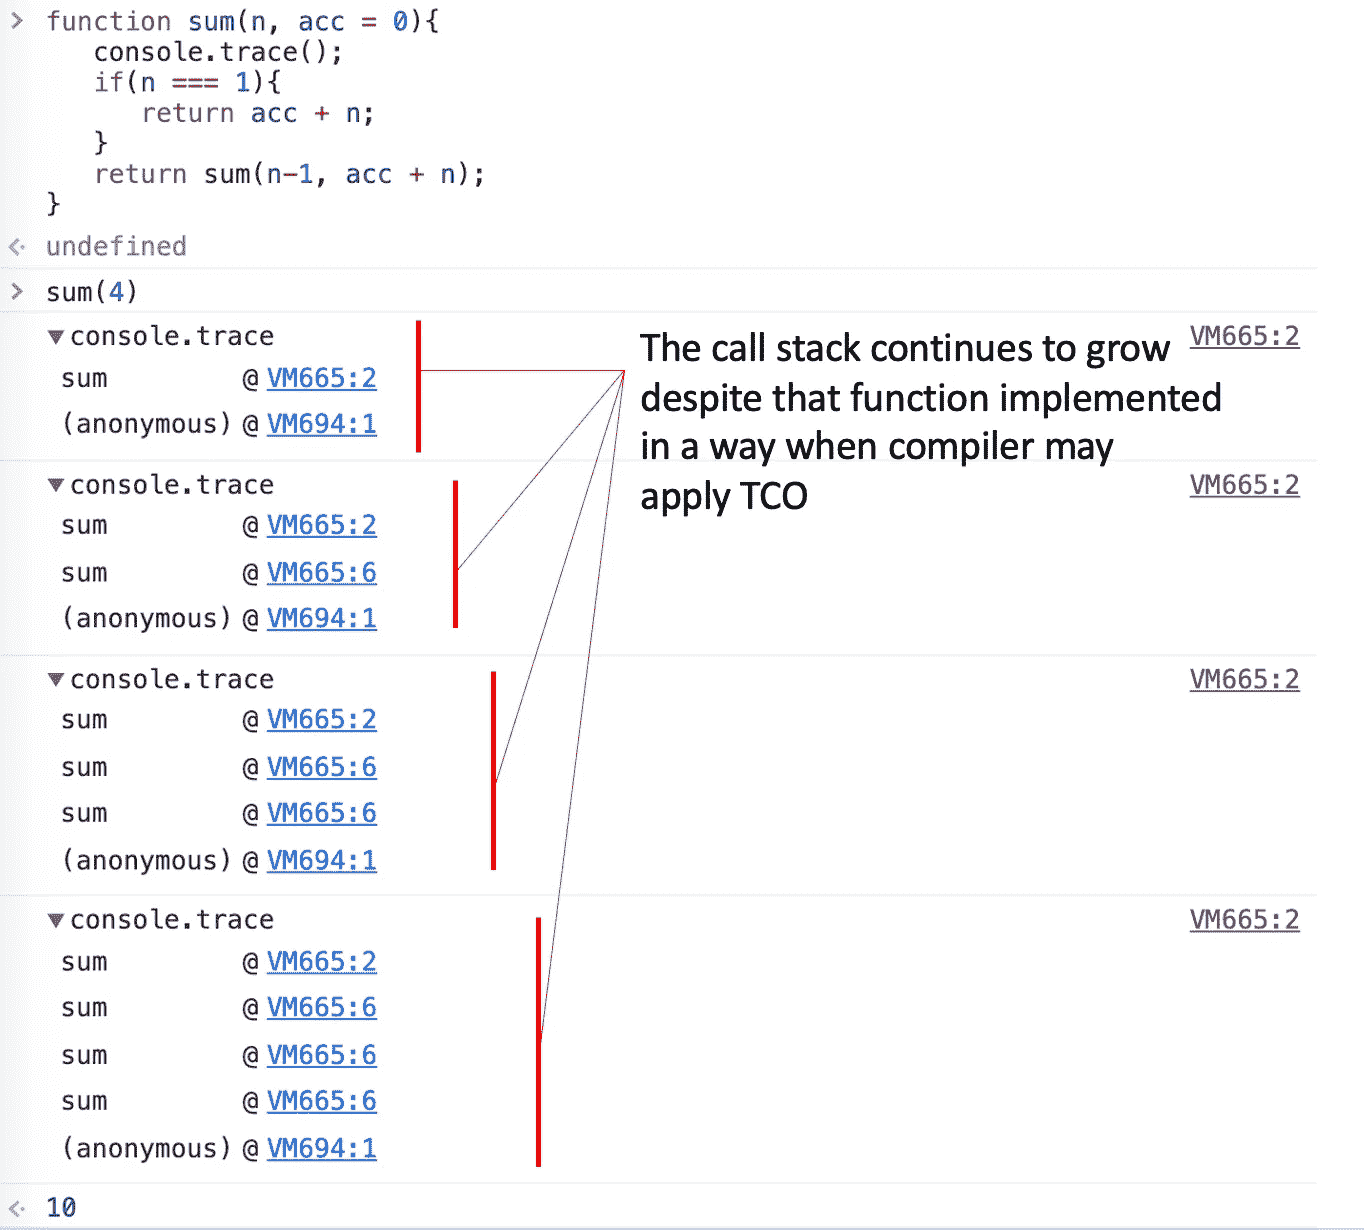 > function sum(n, acc = 0){
console.trace();
if(n === 1){
return acc + n;
}
return sum(n-1, acc + n);
}
undefined
> sum(4)
▼console.trace VM665:2
sum @ VM665:2
(anonymous) @ VM694:1
The call stack continues to grow
despite that function implemented
in a way when compiler may
apply TCO
▼console.trace VM665:2
sum @ VM665:2
sum @ VM665:6
(anonymous) @ VM694:1
▼console.trace VM665:2
sum @ VM665:2
sum @ VM665:6
sum @ VM665:6
(anonymous) @ VM694:1
▼console.trace VM665:2
sum @ VM665:2
sum @ VM665:6
sum @ VM665:6
sum @ VM665:6
(anonymous) @ VM694:1
10